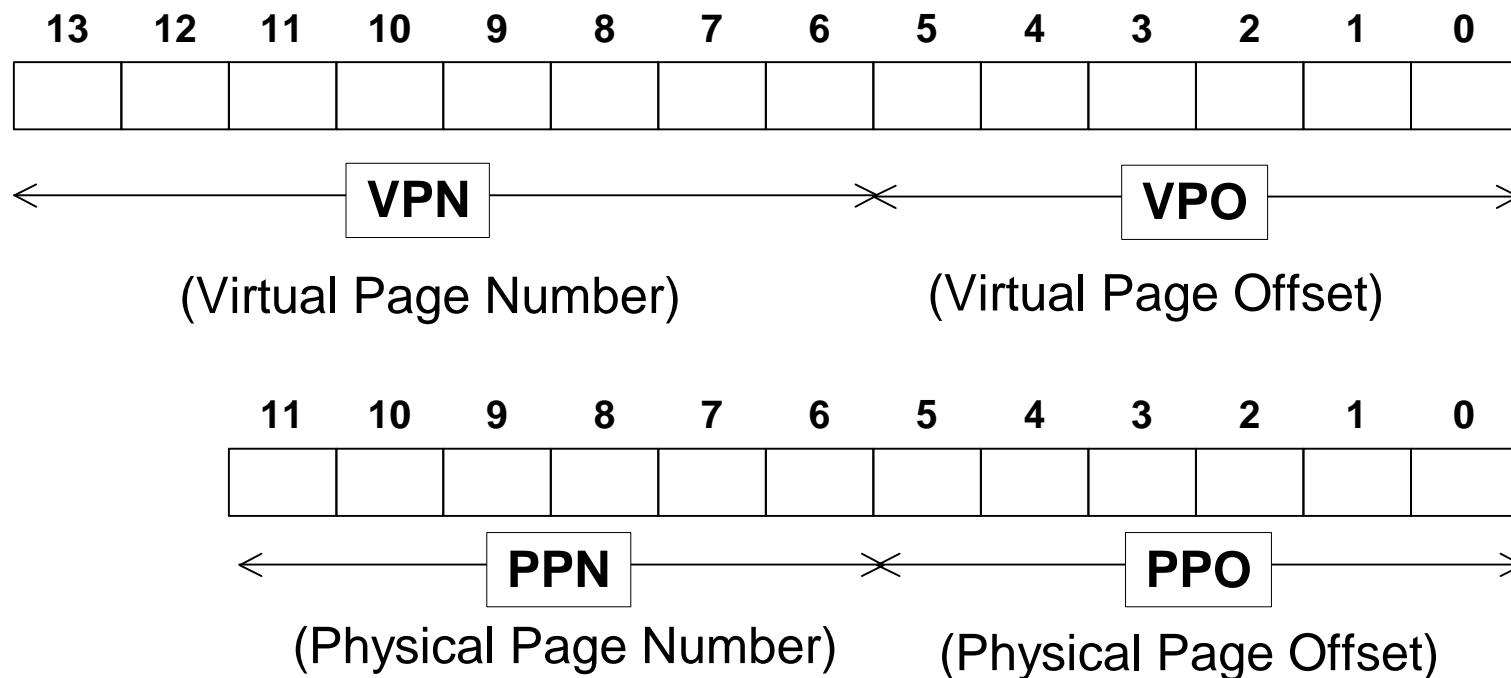 13 12 11 10 9 8 7 6 5 4 3 2 1 0
VPN VPO
(Virtual Page Number) (Virtual Page Offset)
11 10 9 8 7 6 5 4 3 2 1 0
PPN PPO
(Physical Page Number) (Physical Page Offset)